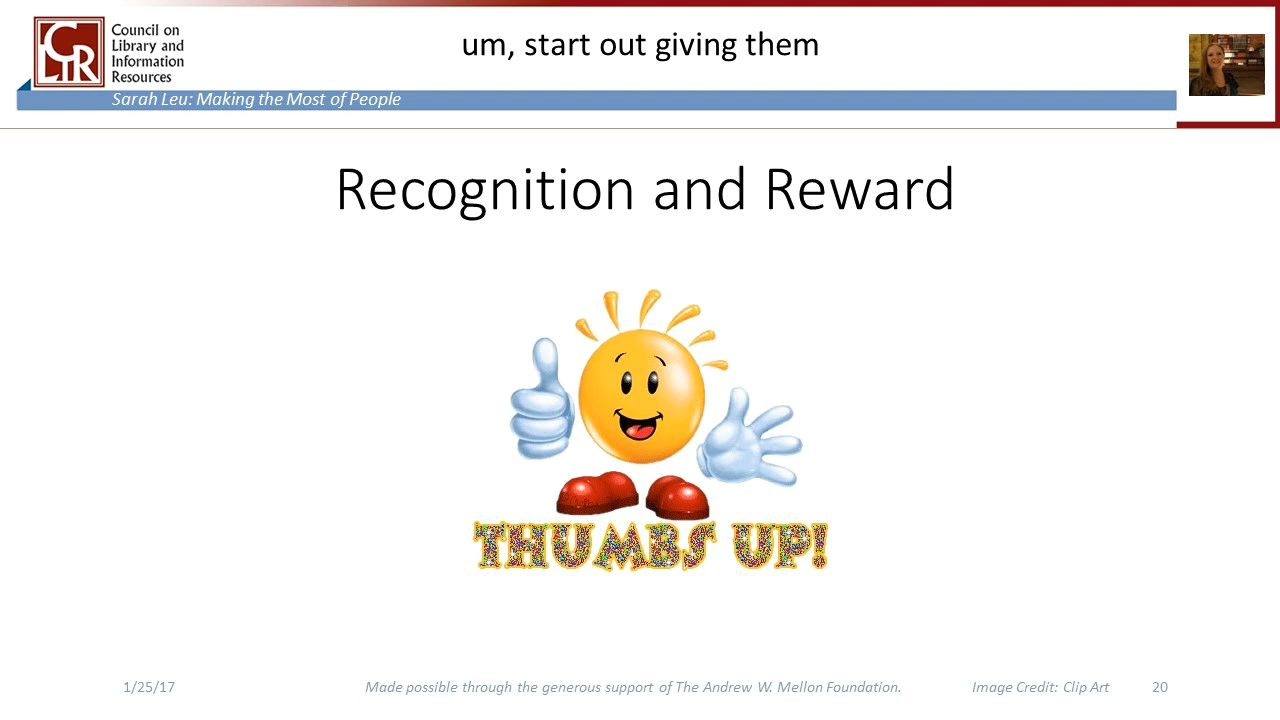 CLIR
Council on
Library and
Information
Resources
um, start out giving them
Sarah Leu: Making the Most of People
Recognition and Reward
THUMBS UP!
1/25/17
Made possible through the generous support of The Andrew W. Mellon Foundation.
Image Credit: Clip Art
20